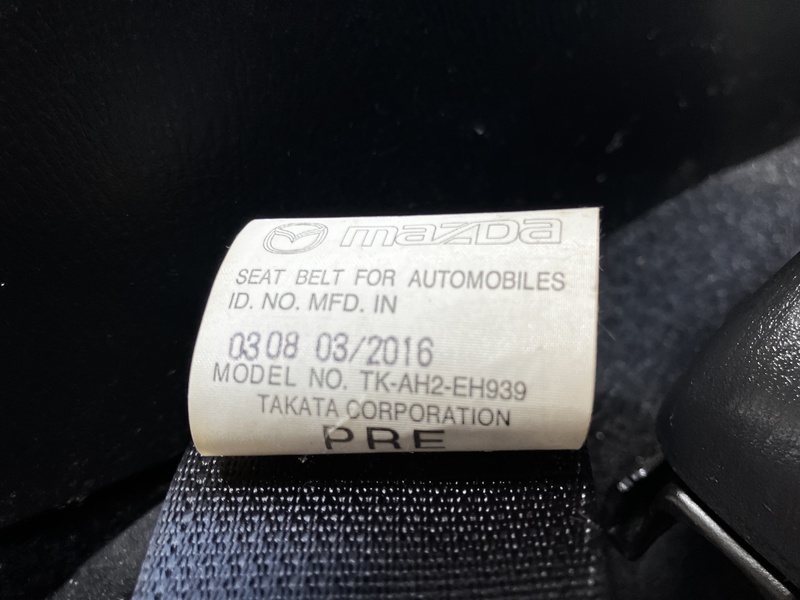 mazda
SEAT BELT FOR AUTOMOBILES
ID. NO. MFD. IN
0308 03/2016
MODEL NO. TK-AH2-EH939
TAKATA CORPORATION
PRE